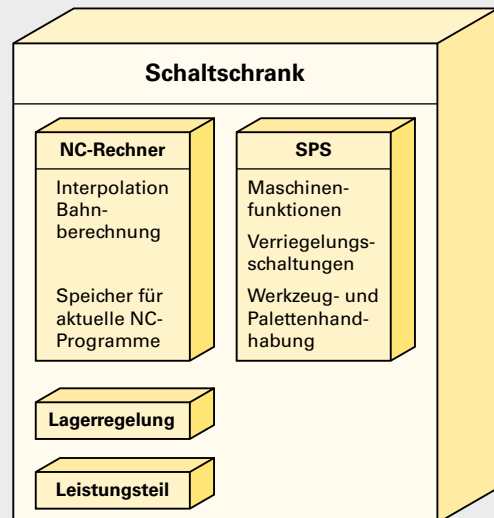 Schaltschrank
NC-Rechner
Interpolation
Bahn-
berechnung
Speicher für
aktuelle NC-
Programme
SPS
Maschinen-
funktionen
Verriegelungs-
schaltungen
Werkzeug- und
Palettenhand-
habung
Lagerregelung
Leistungsteil